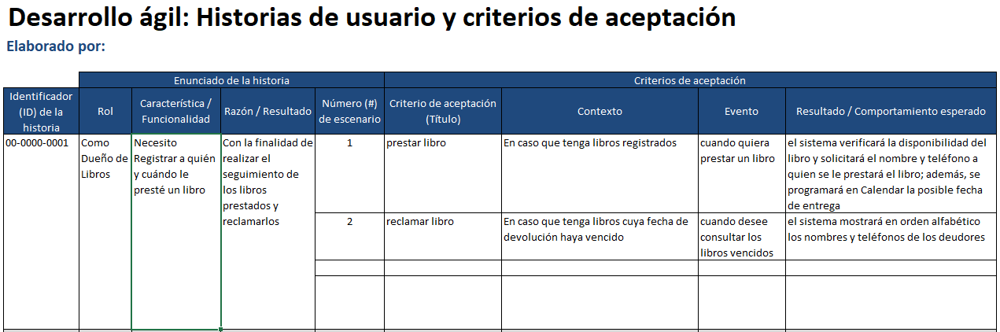 Desarrollo ágil: Historias de usuario y criterios de aceptación
Elaborado por:
Enunciado de la historia
Criterios de aceptación
Identificador
(ID) de la
historia
Rol
Característica /
Funcionalidad
Razón / Resultado
Número (#)
de escenario
Criterio de aceptación
(Título)
Contexto
Evento
Resultado / Comportamiento esperado
00-0000-0001
Como
Dueño de
Libros
Necesito
Registrar a quién
y cuándo le
presté un libro
Con la finalidad de
realizar el
seguimiento de
los libros
prestados y
reclamarlos
1
prestar libro
En caso que tenga libros registrados
cuando quiera
prestar un libro
el sistema verificará la disponibilidad del
libro y solicitará el nombre y teléfono a
quien se le prestará el libro; además, se
programará en Calendar la posible fecha
de entrega
2
reclamar libro
En caso que tenga libros cuya fecha de
devolución haya vencido
cuando desee
consultar los
libros vencidos
el sistema mostrará en orden alfabético
los nombres y teléfonos de los deudores